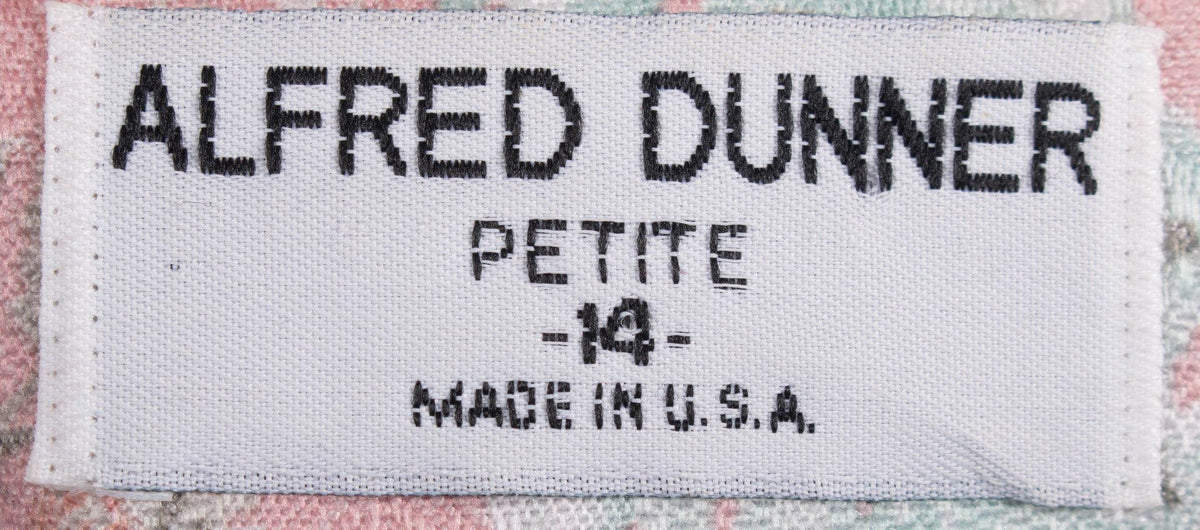 ALFRED DUNNER
PETITE
-14-
MADE IN U.S.A.